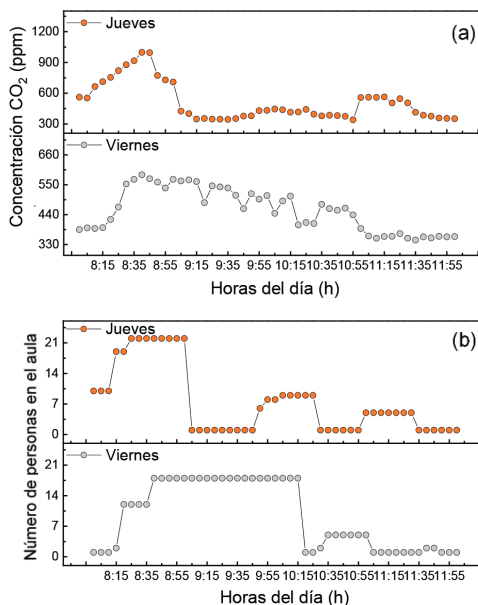 (a)
Jueves
1200
900
600
300
Viernes
660
550
440
330
Concentración CO₂ (ppm)
8:15 8:35 8:55 9:15 9:35 9:55 10:15 10:35 10:55 11:15 11:35 11:55
Horas del día (h)
(b)
Jueves
21
14
7
0
Viernes
21
14
7
0
Número de personas en el aula
8:15 8:35 8:55 9:15 9:35 9:55 10:15 10:35 10:55 11:15 11:35 11:55
Horas del día (h)